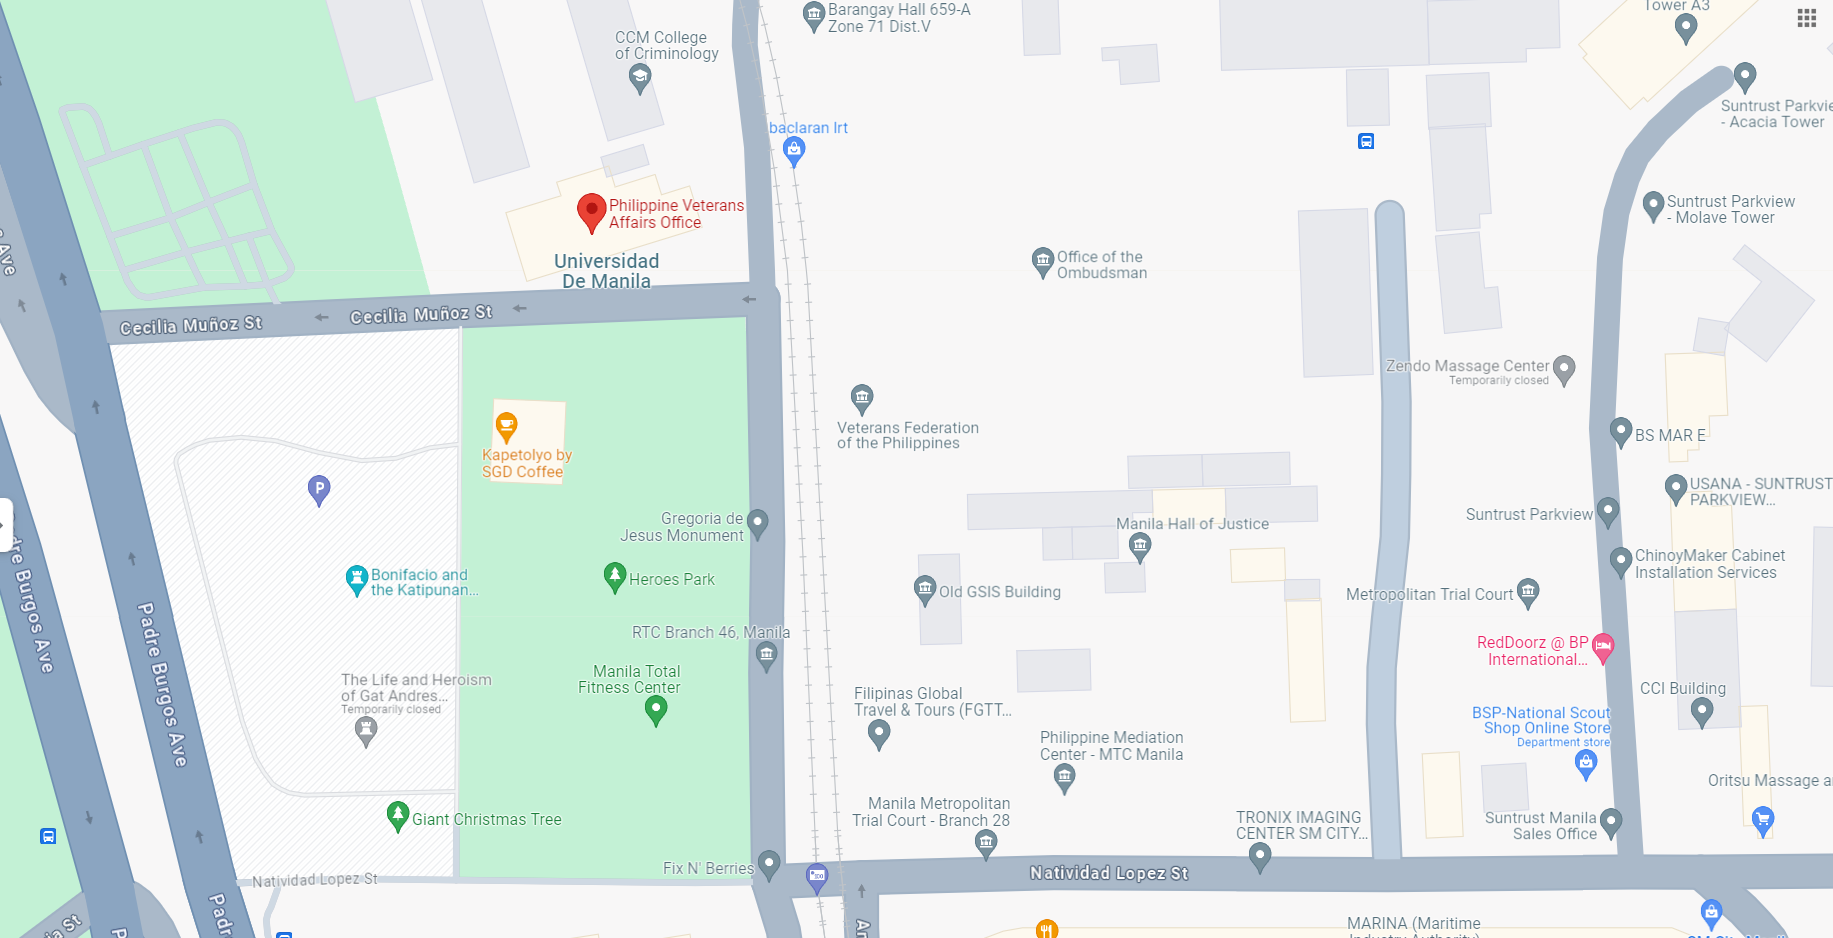 Barangay Hall 659-A
Zone 71 Dist.V
Tower A3
CCM College
of Criminology
Suntrust Parkvie
- Acacia Tower
baclaran lrt
Philippine Veterans
Affairs Office
Suntrust Parkview
- Molave Tower
Ave
Universidad
De Manila
Office of the
Ombudsman
Cecilia Muñoz St
Cecilia Muñoz St
Zendo Massage Center
Temporarily closed
Veterans Federation
of the Philippines
BS MAR E
Kapetolyo by
SGD Coffee
P
USANA - SUNTRUST
PARKVIEW...
Gregoria de
Jesus Monument
Suntrust Parkview
Manila Hall of Justice
ChinoyMaker Cabinet
Installation Services
Bonifacio and
the Katipunan...
Heroes Park
Old GSIS Building
Metropolitan Trial Court
dre Burgos Ave
Padre Burgos Ave
RTC Branch 46, Manila
RedDoorz @ BP
International...
Manila Total
Fitness Center
The Life and Heroism
of Gat Andres...
Temporarily closed
Filipinas Global
Travel & Tours (FGTT...
CCI Building
BSP-National Scout
Shop Online Store
Department store
Philippine Mediation
Center - MTC Manila
Oritsu Massage a
Giant Christmas Tree
Manila Metropolitan
Trial Court - Branch 28
TRONIX IMAGING
CENTER SM CITY...
Suntrust Manila
Sales Office
Fix N' Berries
Natividad Lopez St
Natividad Lopez St
Padr
P
ia St
Ar
MARINA (Maritime
Industry Authority)